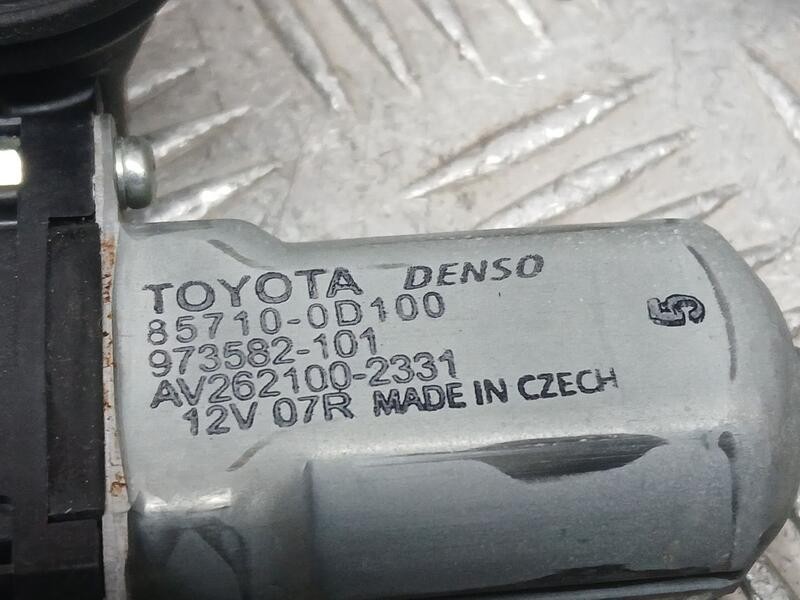 TOYOTA DENSO
85710-0D100
973582-101
AV262100-2331
12V 07R MADE IN CZECH
5